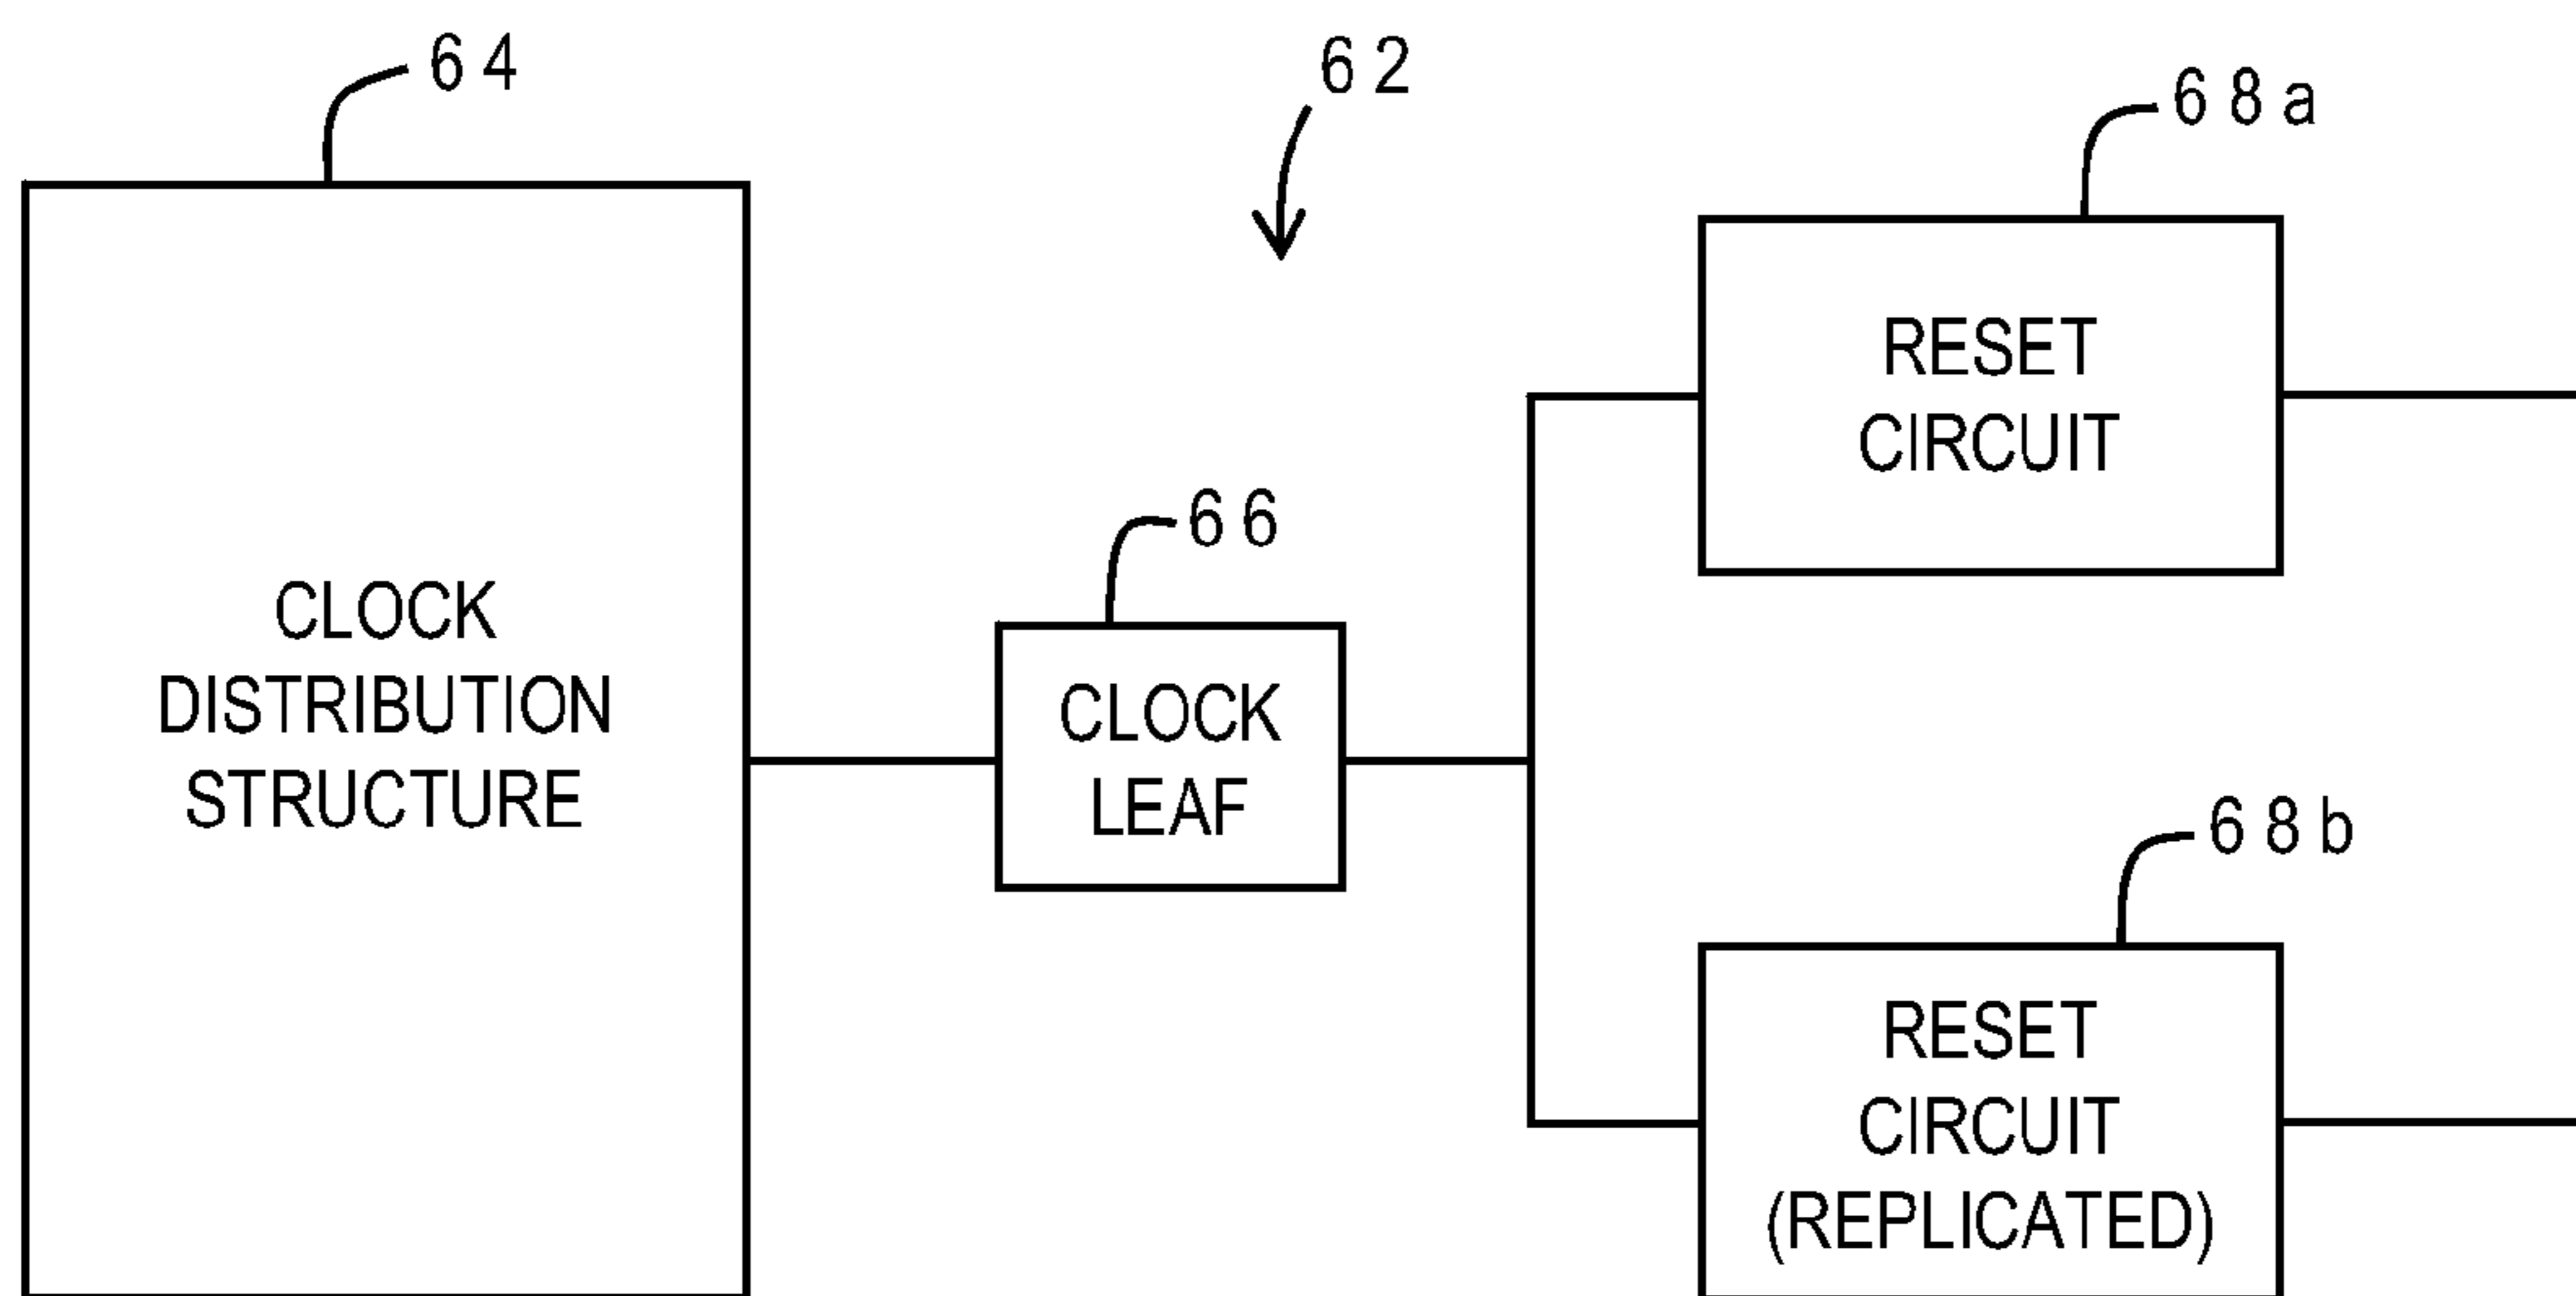 64
62
68a
RESET
CIRCUIT
66
CLOCK
DISTRIBUTION
STRUCTURE
CLOCK
LEAF
68b
RESET
CIRCUIT
(REPLICATED)